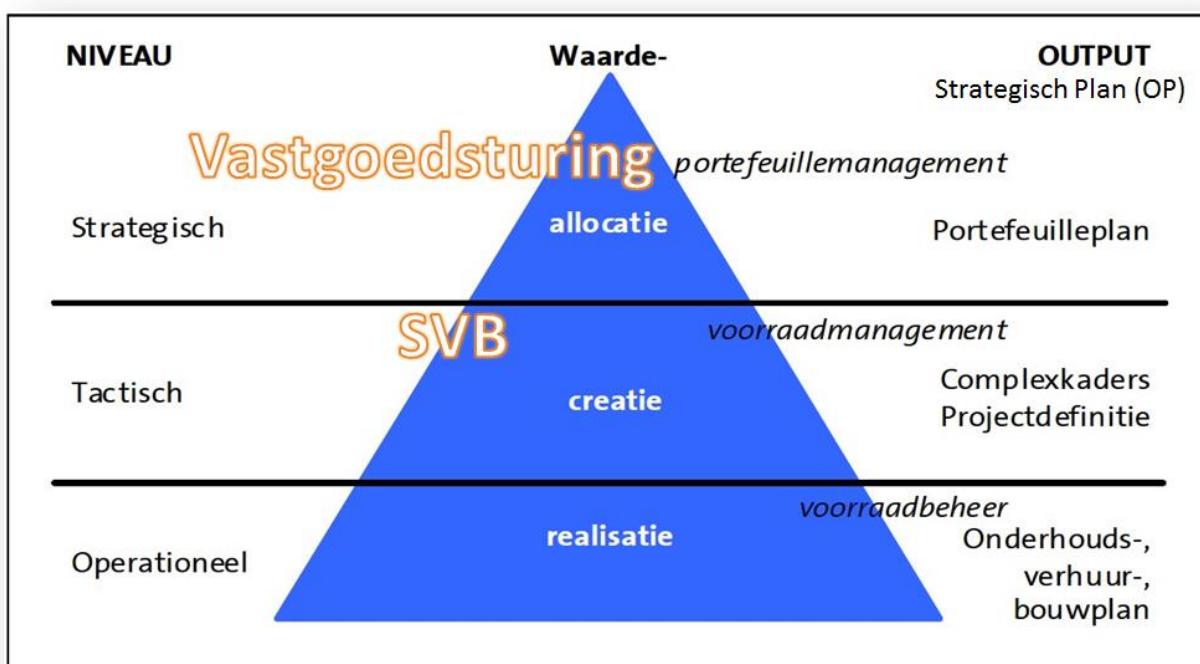 NIVEAU
Waarde-
OUTPUT
Strategisch Plan (OP)
Vastgoedsturing
portefeuillemanagement
Strategisch
allocatie
Portefeuilleplan
SVB
voorraadmanagement
Tactisch
creatie
Complexkaders
Projectdefinitie
voorraadbeheer
Operationeel
realisatie
Onderhouds-,
verhuur-,
bouwplan